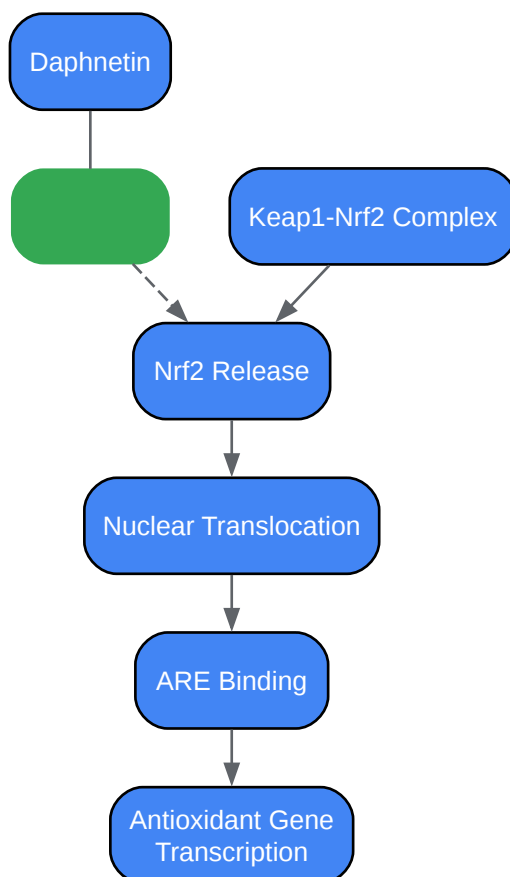 Daphnetin
Keap1-Nrf2 Complex
Nrf2 Release
Nuclear Translocation
ARE Binding
Antioxidant Gene
Transcription